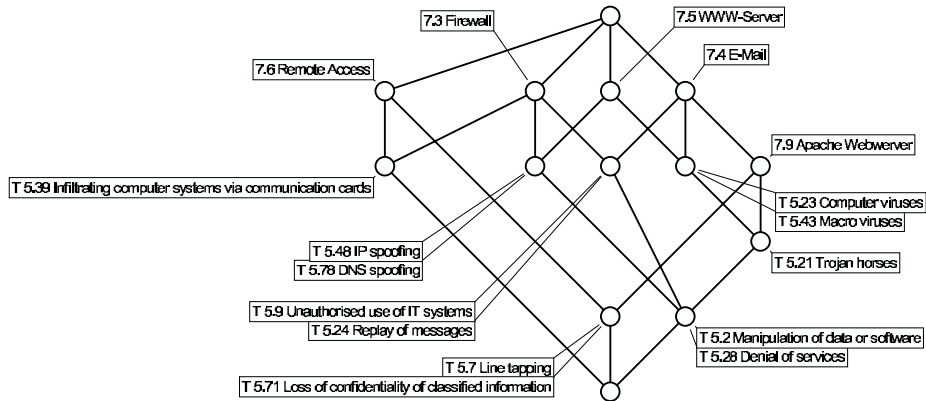 7.3 Firewall
7.5 WWW-Server
7.4 E-Mail
7.6 Remote Access
7.9 Apache Webwerver
T 5.39 Infiltrating computer systems via communication cards
T 5.23 Computer viruses
T 5.43 Macro viruses
T 5.48 IP spoofing
T 5.78 DNS spoofing
T 5.21 Trojan horses
T 5.9 Unauthorised use of IT systems
T 5.24 Replay of messages
T 5.2 Manipulation of data or software
T 5.28 Denial of services
T 5.7 Line tapping
T 5.71 Loss of confidentiality of classified information